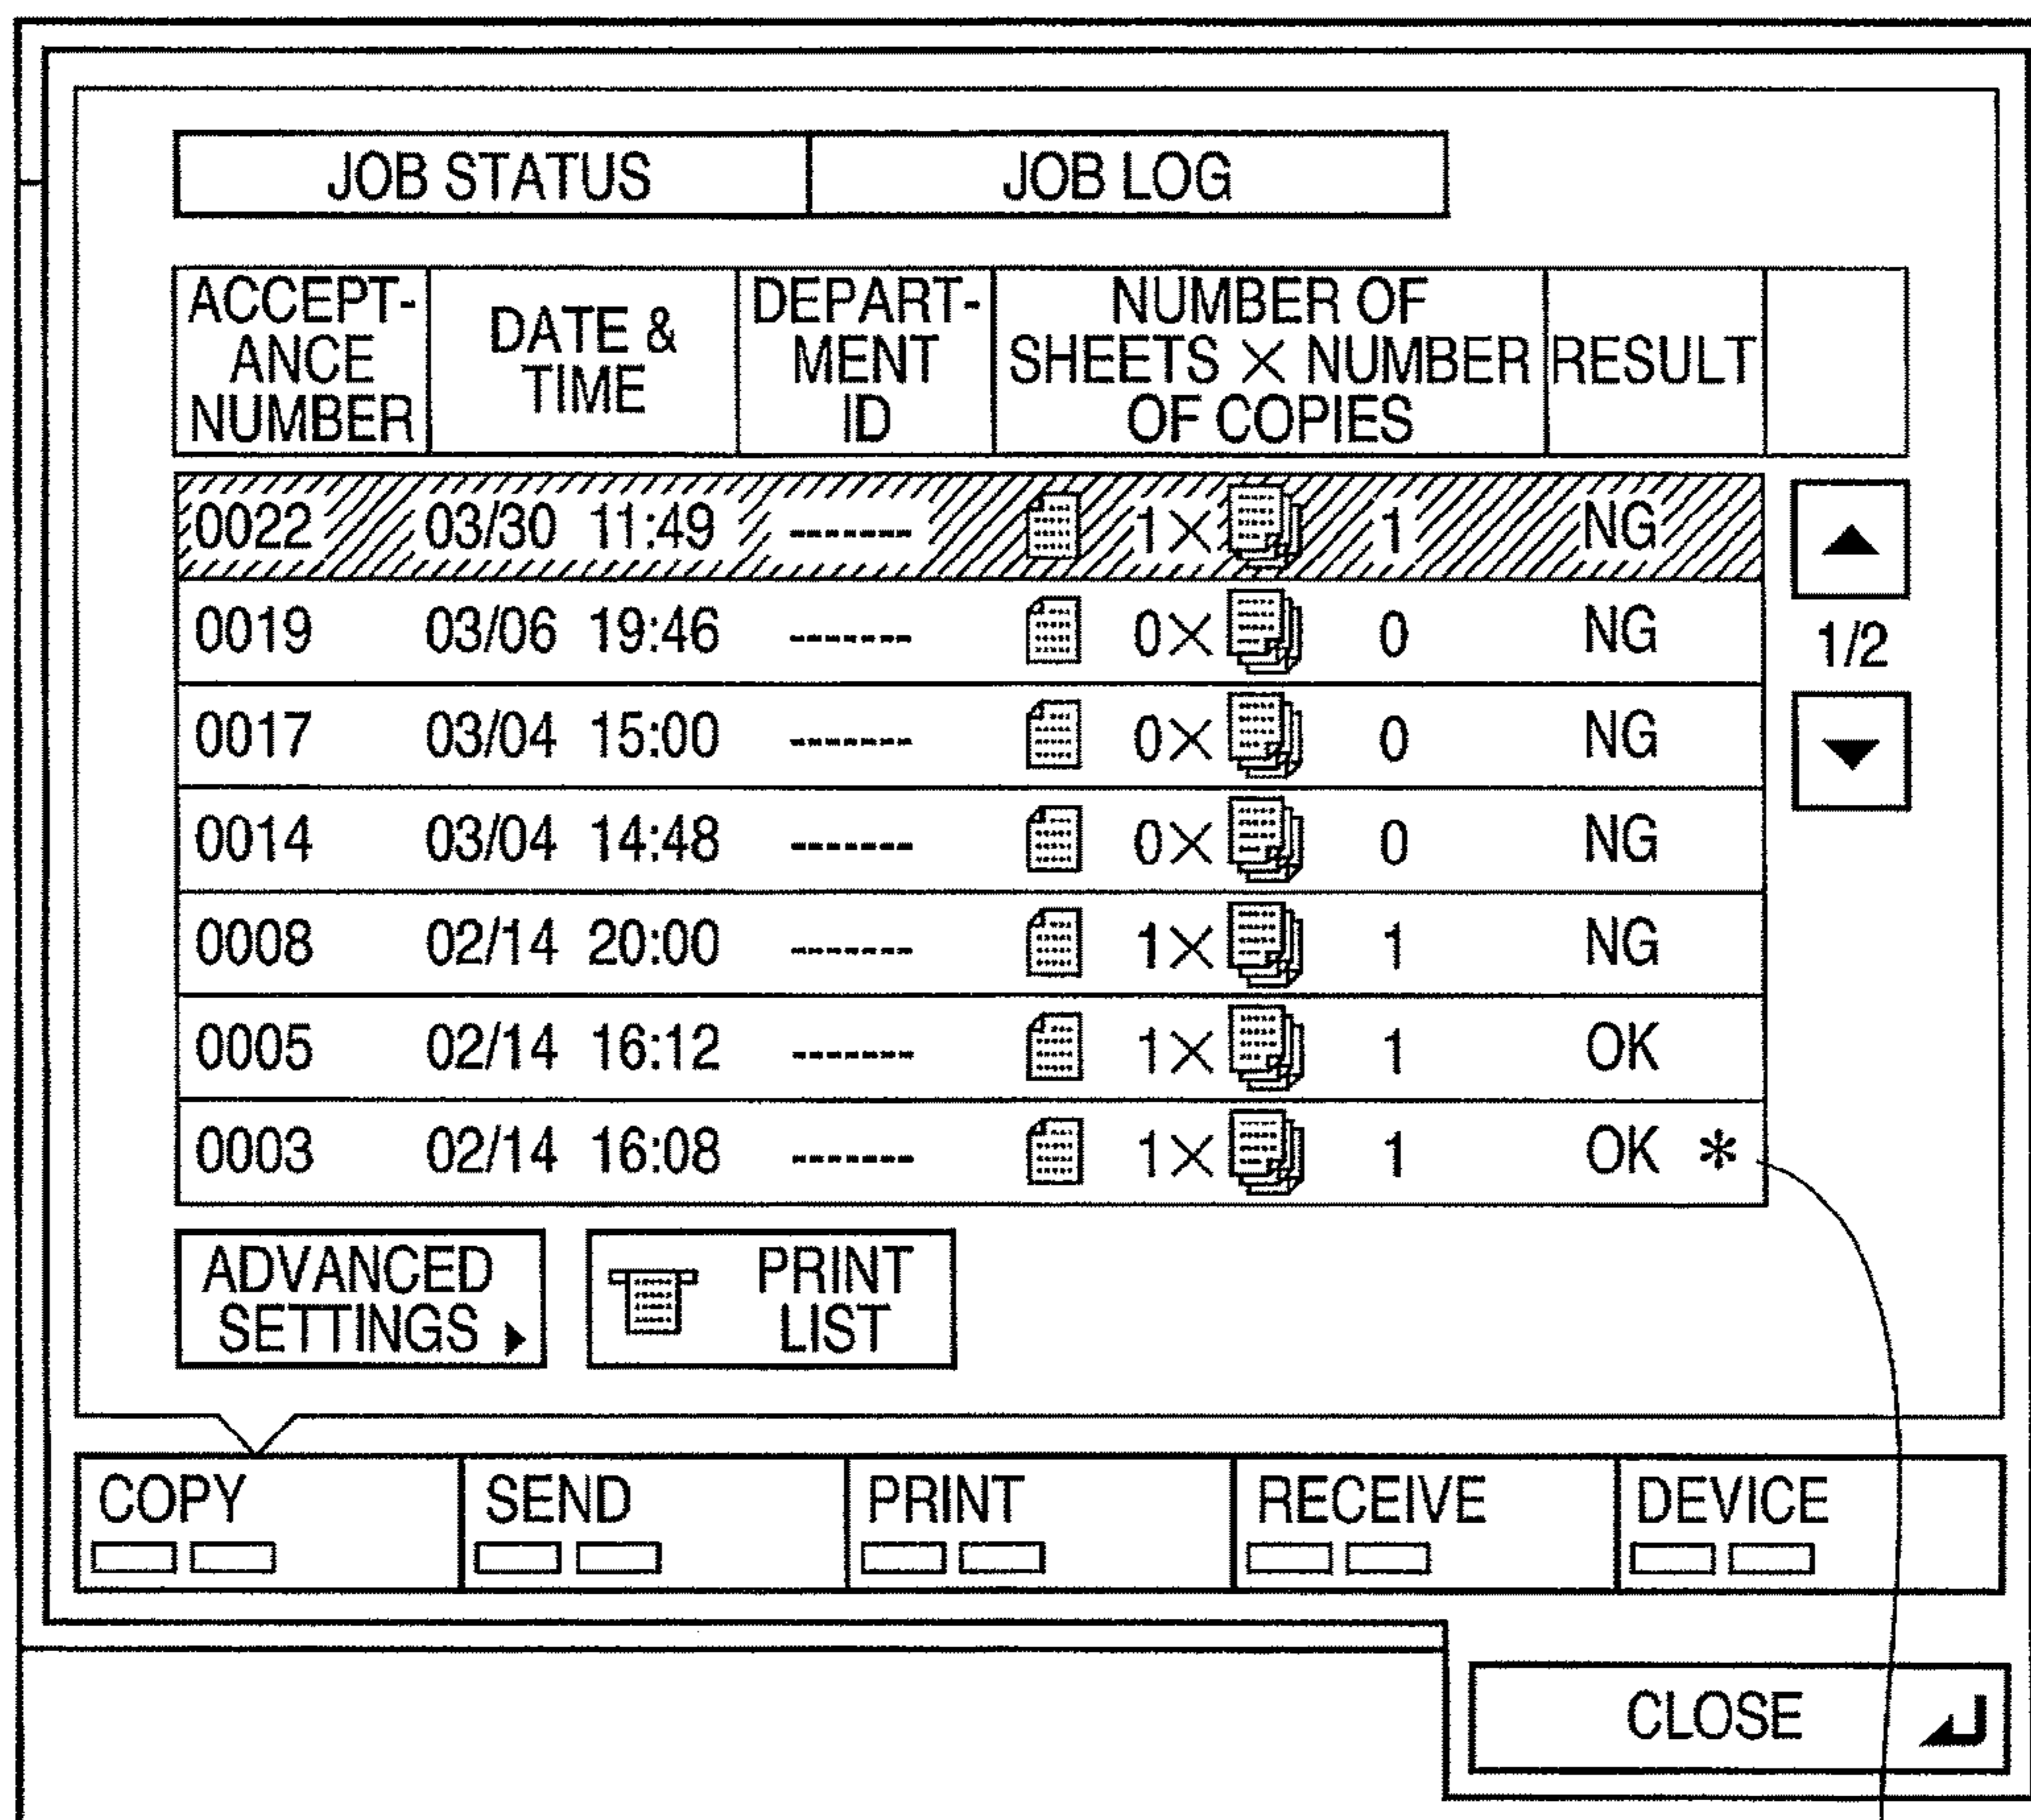 JOB STATUS JOB LOG
ACCEPT-
ANCE
NUMBER
DATE &
TIME
DEPART-
MENT
ID
NUMBER OF
SHEETS × NUMBER
OF COPIES
RESULT
0022 03/30 11:49 ------- 1× 1 NG
0019 03/06 19:46 ------- 0× 0 NG
1/2
0017 03/04 15:00 ------- 0× 0 NG
0014 03/04 14:48 ------- 0× 0 NG
0008 02/14 20:00 ------- 1× 1 NG
0005 02/14 16:12 ------- 1× 1 OK
0003 02/14 16:08 ------- 1× 1 OK *
ADVANCED
SETTINGS
PRINT
LIST
COPY SEND PRINT RECEIVE DEVICE
CLOSE